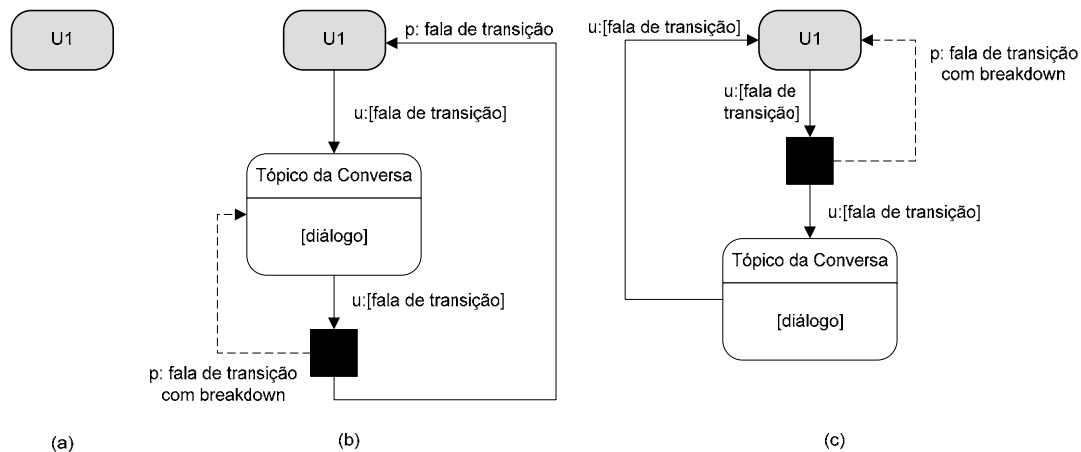 U1
(a)
U1
p: fala de transição
u:[fala de transição]
Tópico da Conversa
[diálogo]
u:[fala de transição]
p: fala de transição
com breakdown
(b)
u:[fala de transição]
U1
p: fala de transição
com breakdown
u:[fala de
transição]
u:[fala de transição]
Tópico da Conversa
[diálogo]
(c)